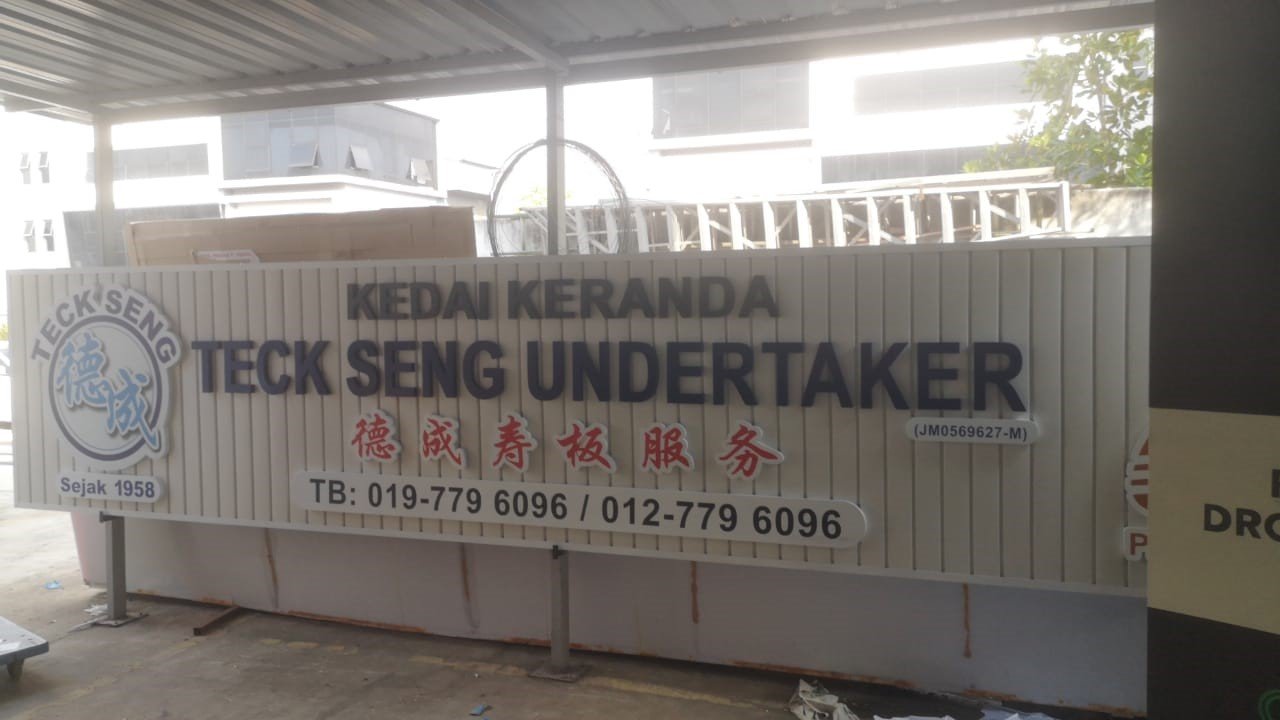 TECK SENG
德成
Sejak 1958
KEDAI KERANDA
TECK SENG UNDERTAKER
(JM0569627-M)
德成寿板服务
TB: 019-779 6096 / 012-779 6096